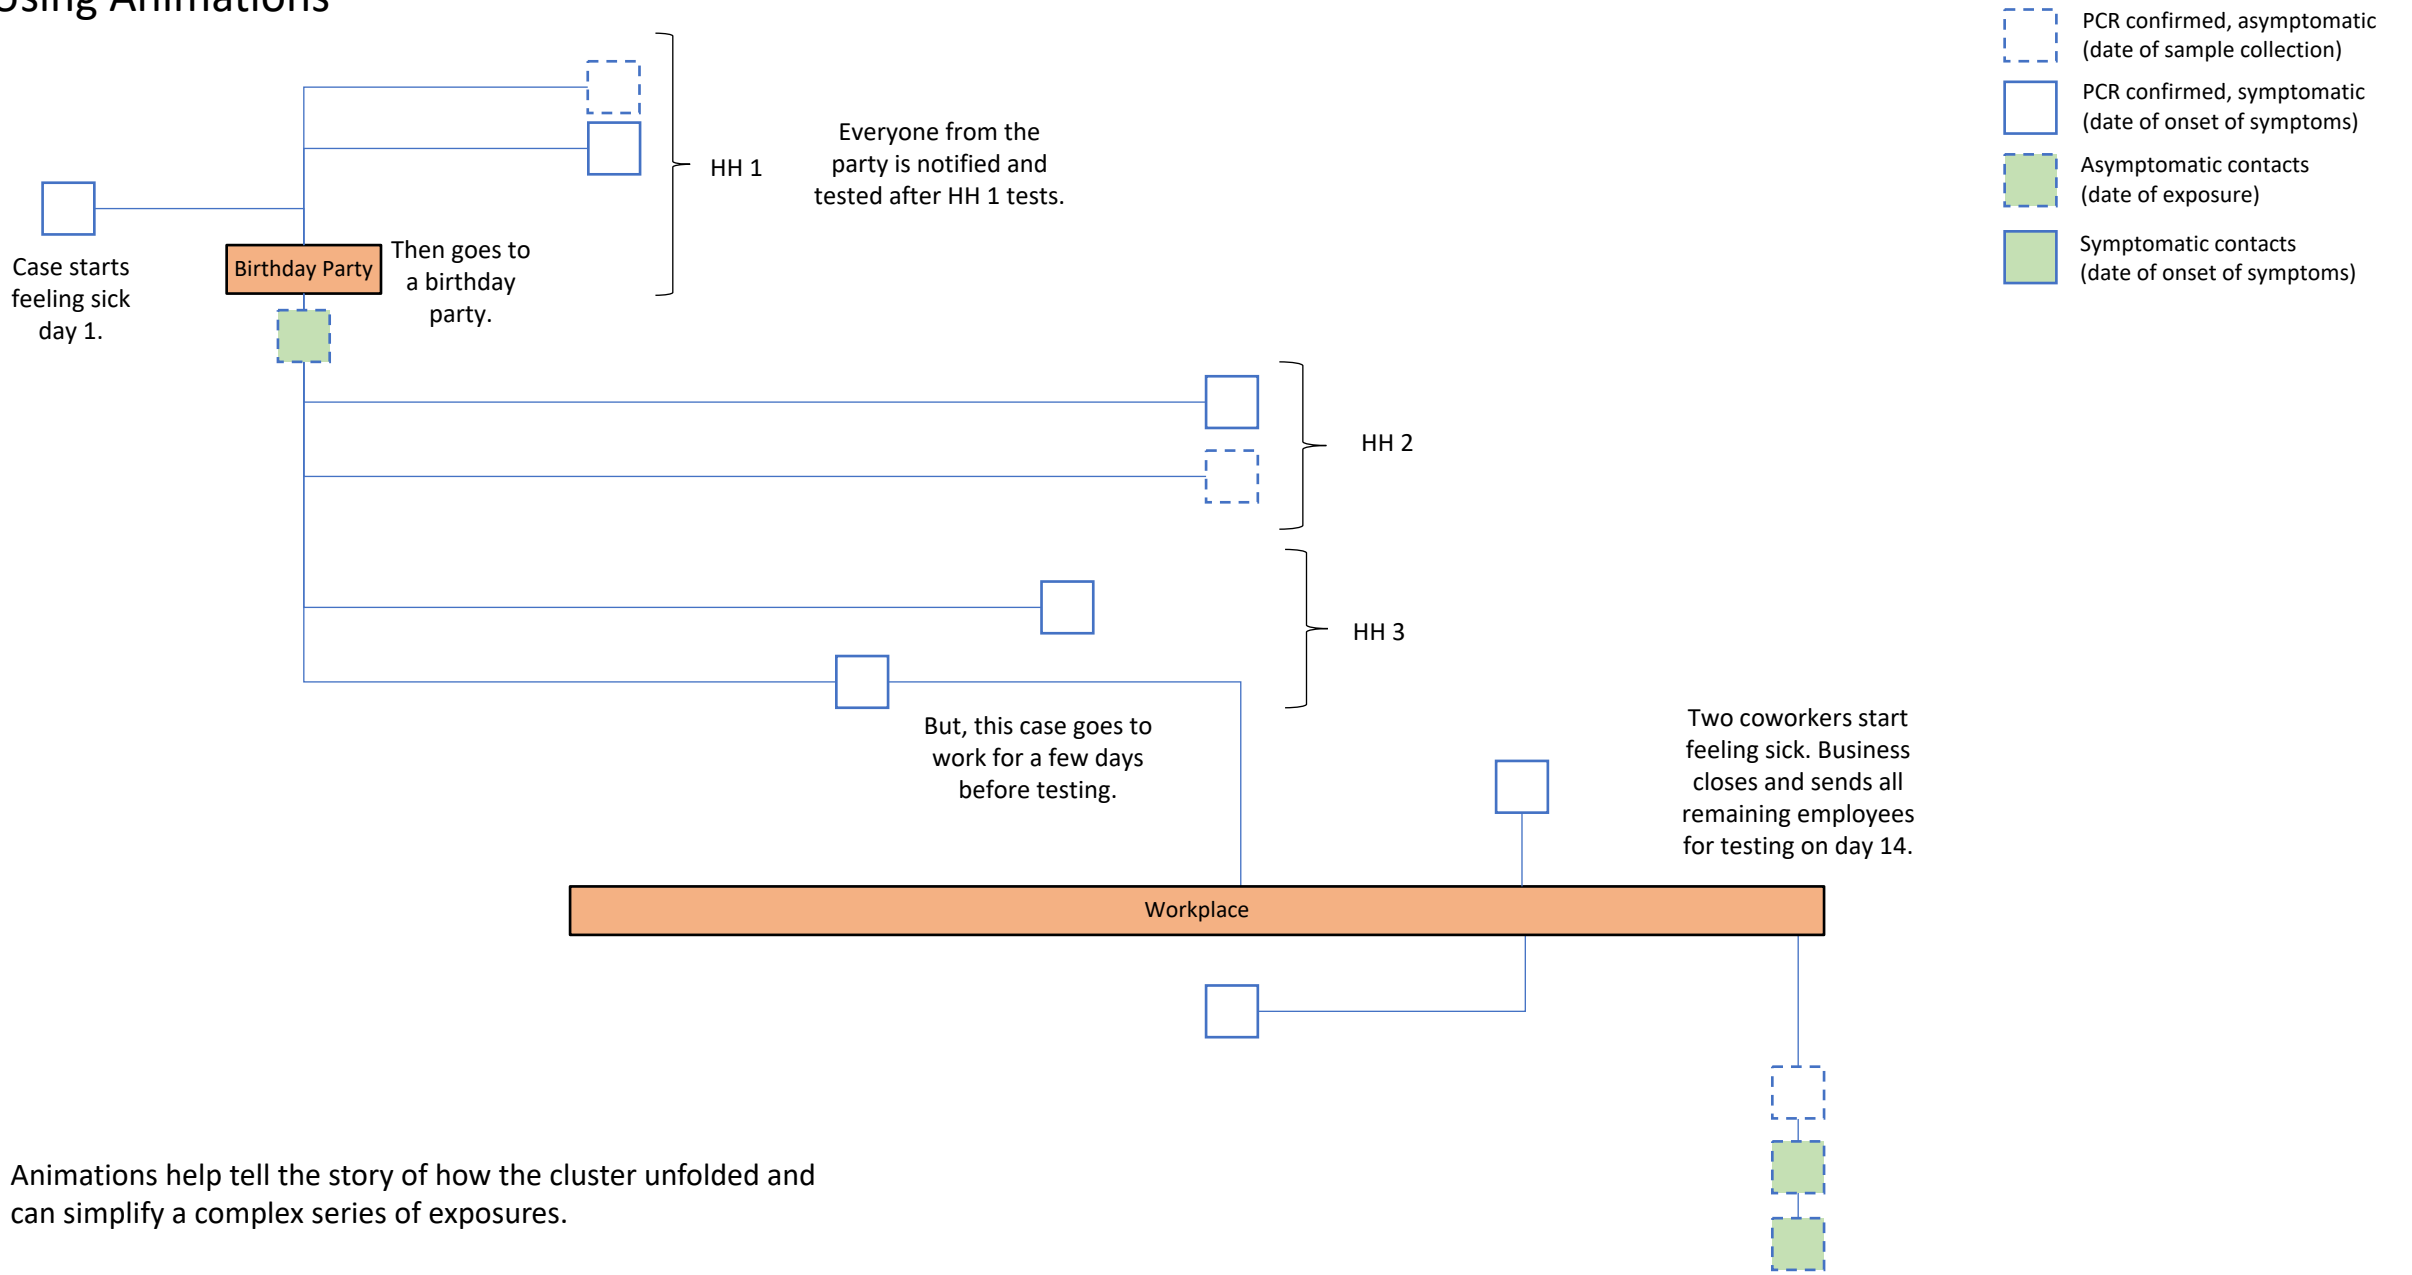 Using Animations
PCR confirmed, asymptomatic
(date of sample collection)
PCR confirmed, symptomatic
(date of onset of symptoms)
Asymptomatic contacts
(date of exposure)
Symptomatic contacts
(date of onset of symptoms)
HH 1
Everyone from the
party is notified and
tested after HH 1 tests.
Case starts
feeling sick
day 1.
Birthday Party
Then goes to
a birthday
party.
HH 2
HH 3
But, this case goes to
work for a few days
before testing.
Two coworkers start
feeling sick. Business
closes and sends all
remaining employees
for testing on day 14.
Workplace
Animations help tell the story of how the cluster unfolded and
can simplify a complex series of exposures.